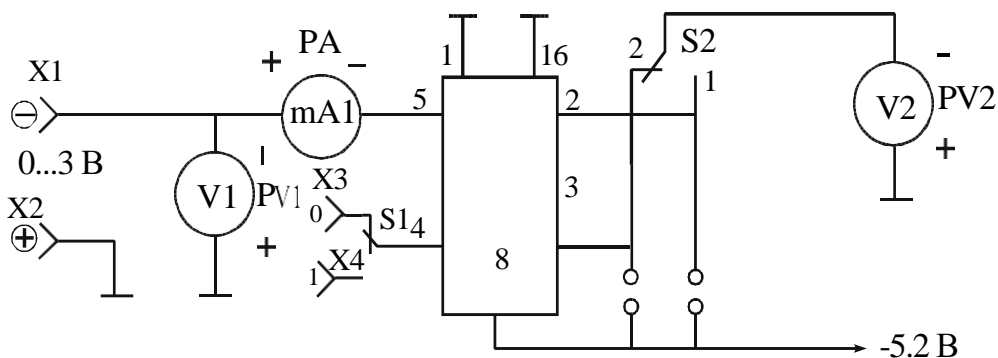 PA
1
16
2
S2
X1
+
−
5
2
1
-
⊖
mA1
V2
PV2
0...3 В
-
+
V1
PV1
X3
3
X2
0
S1
4
⊕
+
X4
1
8
-5.2 В